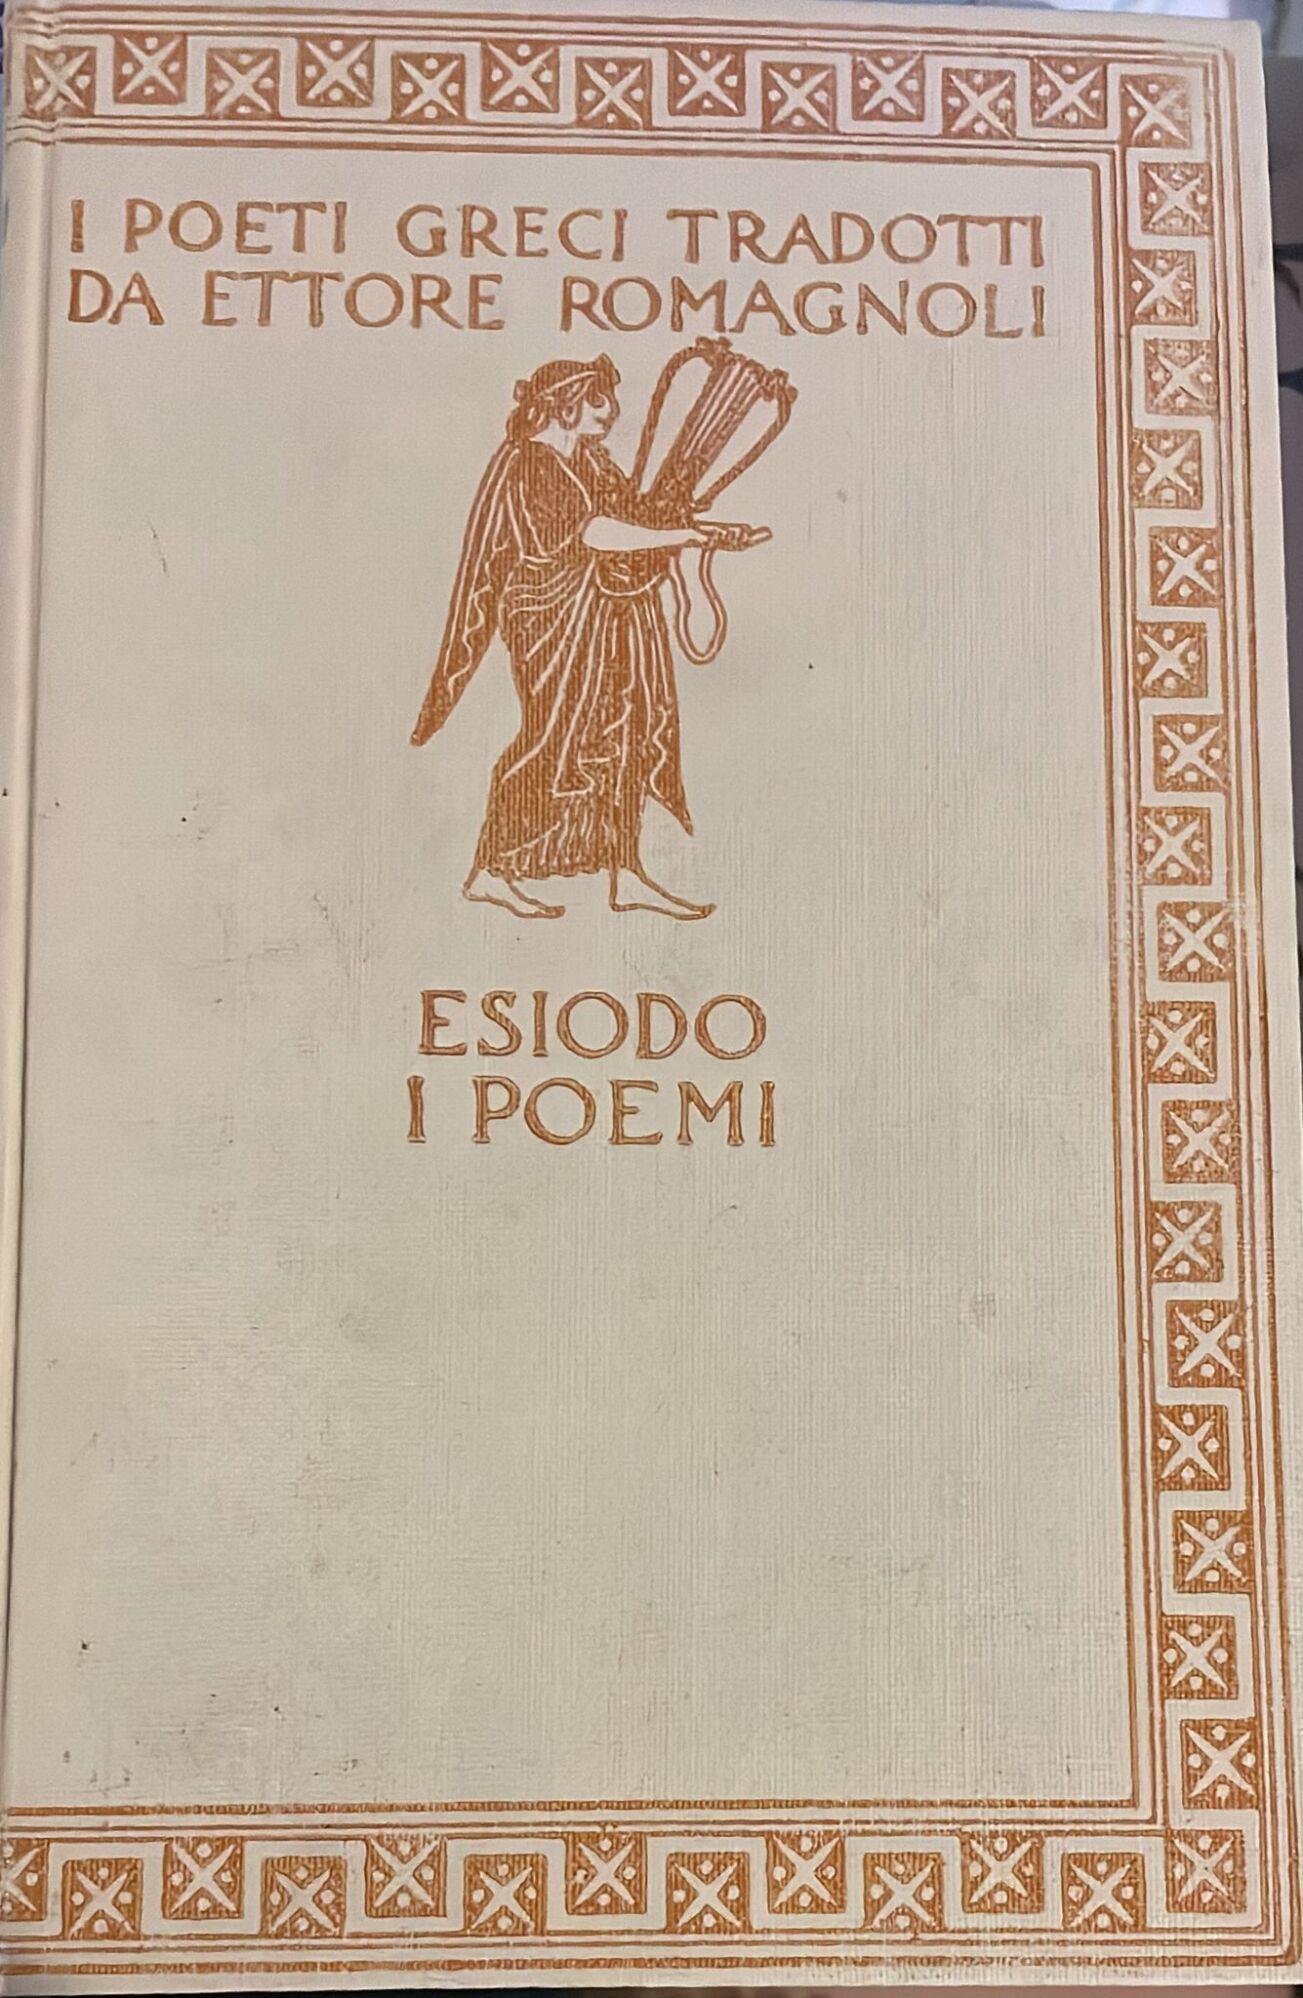 I POETI GRECI TRADOTTI
DA ETTORE ROMAGNOLI
ESIODO
I POEMI